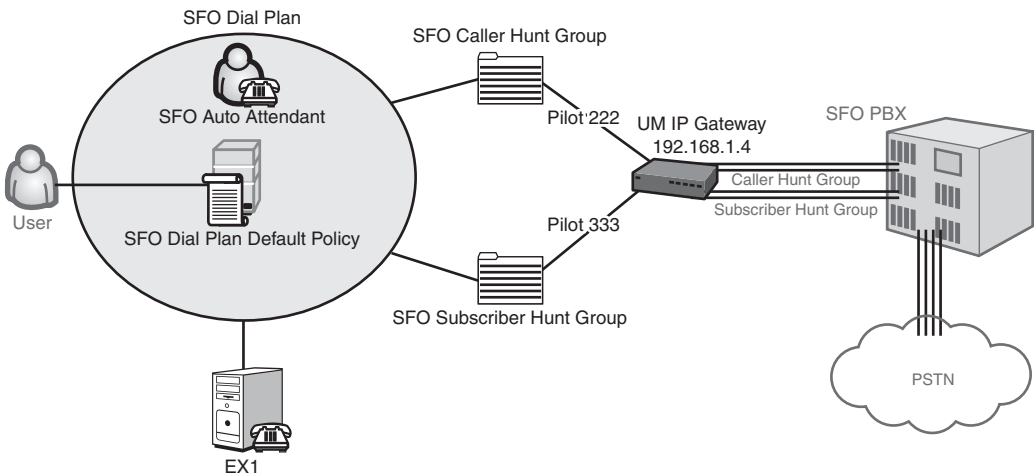 SFO Dial Plan
SFO Caller Hunt Group
SFO Auto Attendant
Pilot 222
UM IP Gateway
192.168.1.4
SFO PBX
Caller Hunt Group
Subscriber Hunt Group
User
SFO Dial Plan Default Policy
Pilot 333
SFO Subscriber Hunt Group
PSTN
EX1